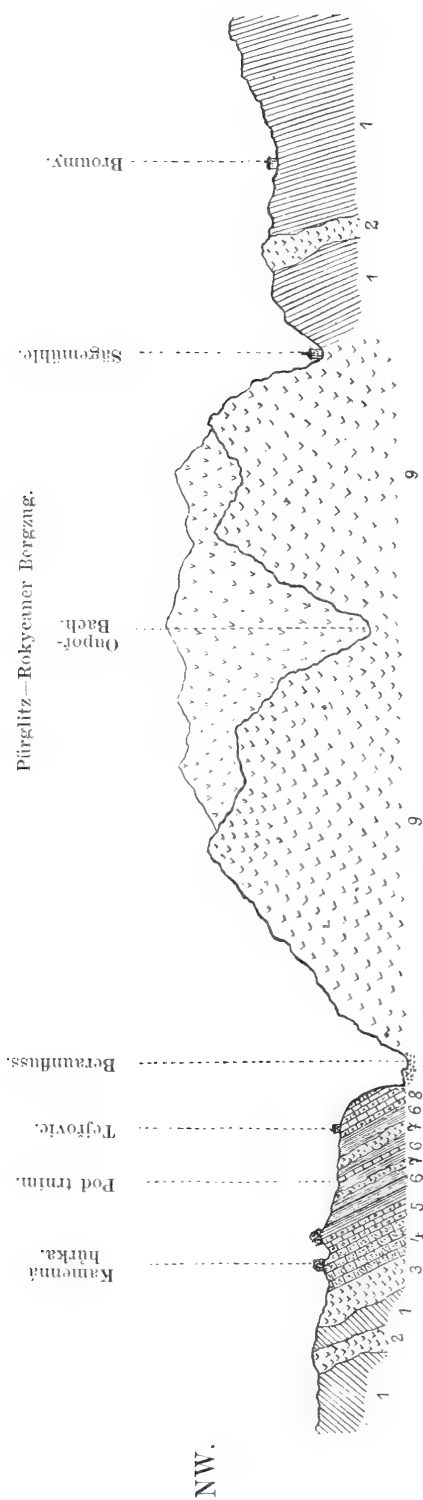 NW.
Pürglitz—Rokycaner Bergzug.
Kamenná
hůrka.
Pod trním.
Tejřovic.
Beraunfluss.
Oupoř-
Bach.
Sägemühle.
Broumy.
1 2 1 3 4 5 6 7 6 7 6 8 9 9 1 2 1